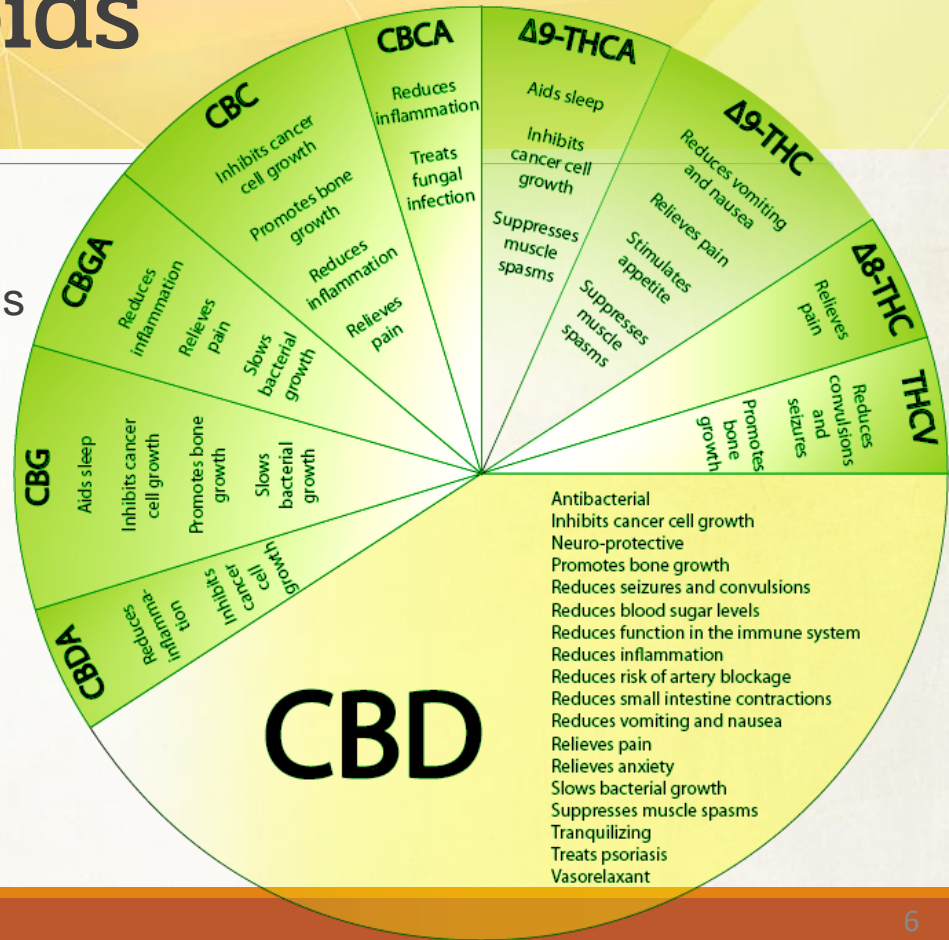 oids
s
CBCA
Reduces
inflammation
Treats
fungal
infection
Δ9-THCA
Aids sleep
Inhibits
cancer cell
growth
Suppresses
muscle
spasms
Δ9-THC
Reduces vomiting
and nausea
Relieves pain
Stimulates
appetite
Suppresses
muscle
spasms
Δ8-THC
Relieves
pain
THCV
Reduces
convulsions
and
seizures
Promotes
bone
growth
CBC
Inhibits cancer
cell growth
Promotes bone
growth
Reduces
inflammation
Relieves
pain
CBGA
Reduces
inflammation
Relieves
pain
Slows
bacterial
growth
CBG
Aids sleep
Inhibits cancer
cell growth
Promotes bone
growth
Slows
bacterial
growth
CBDA
Reduces
inflamma-
tion
Inhibits
cancer
cell
growth
CBD
Antibacterial
Inhibits cancer cell growth
Neuro-protective
Promotes bone growth
Reduces seizures and convulsions
Reduces blood sugar levels
Reduces function in the immune system
Reduces inflammation
Reduces risk of artery blockage
Reduces small intestine contractions
Reduces vomiting and nausea
Relieves pain
Relieves anxiety
Slows bacterial growth
Suppresses muscle spasms
Tranquilizing
Treats psoriasis
Vasorelaxant
6